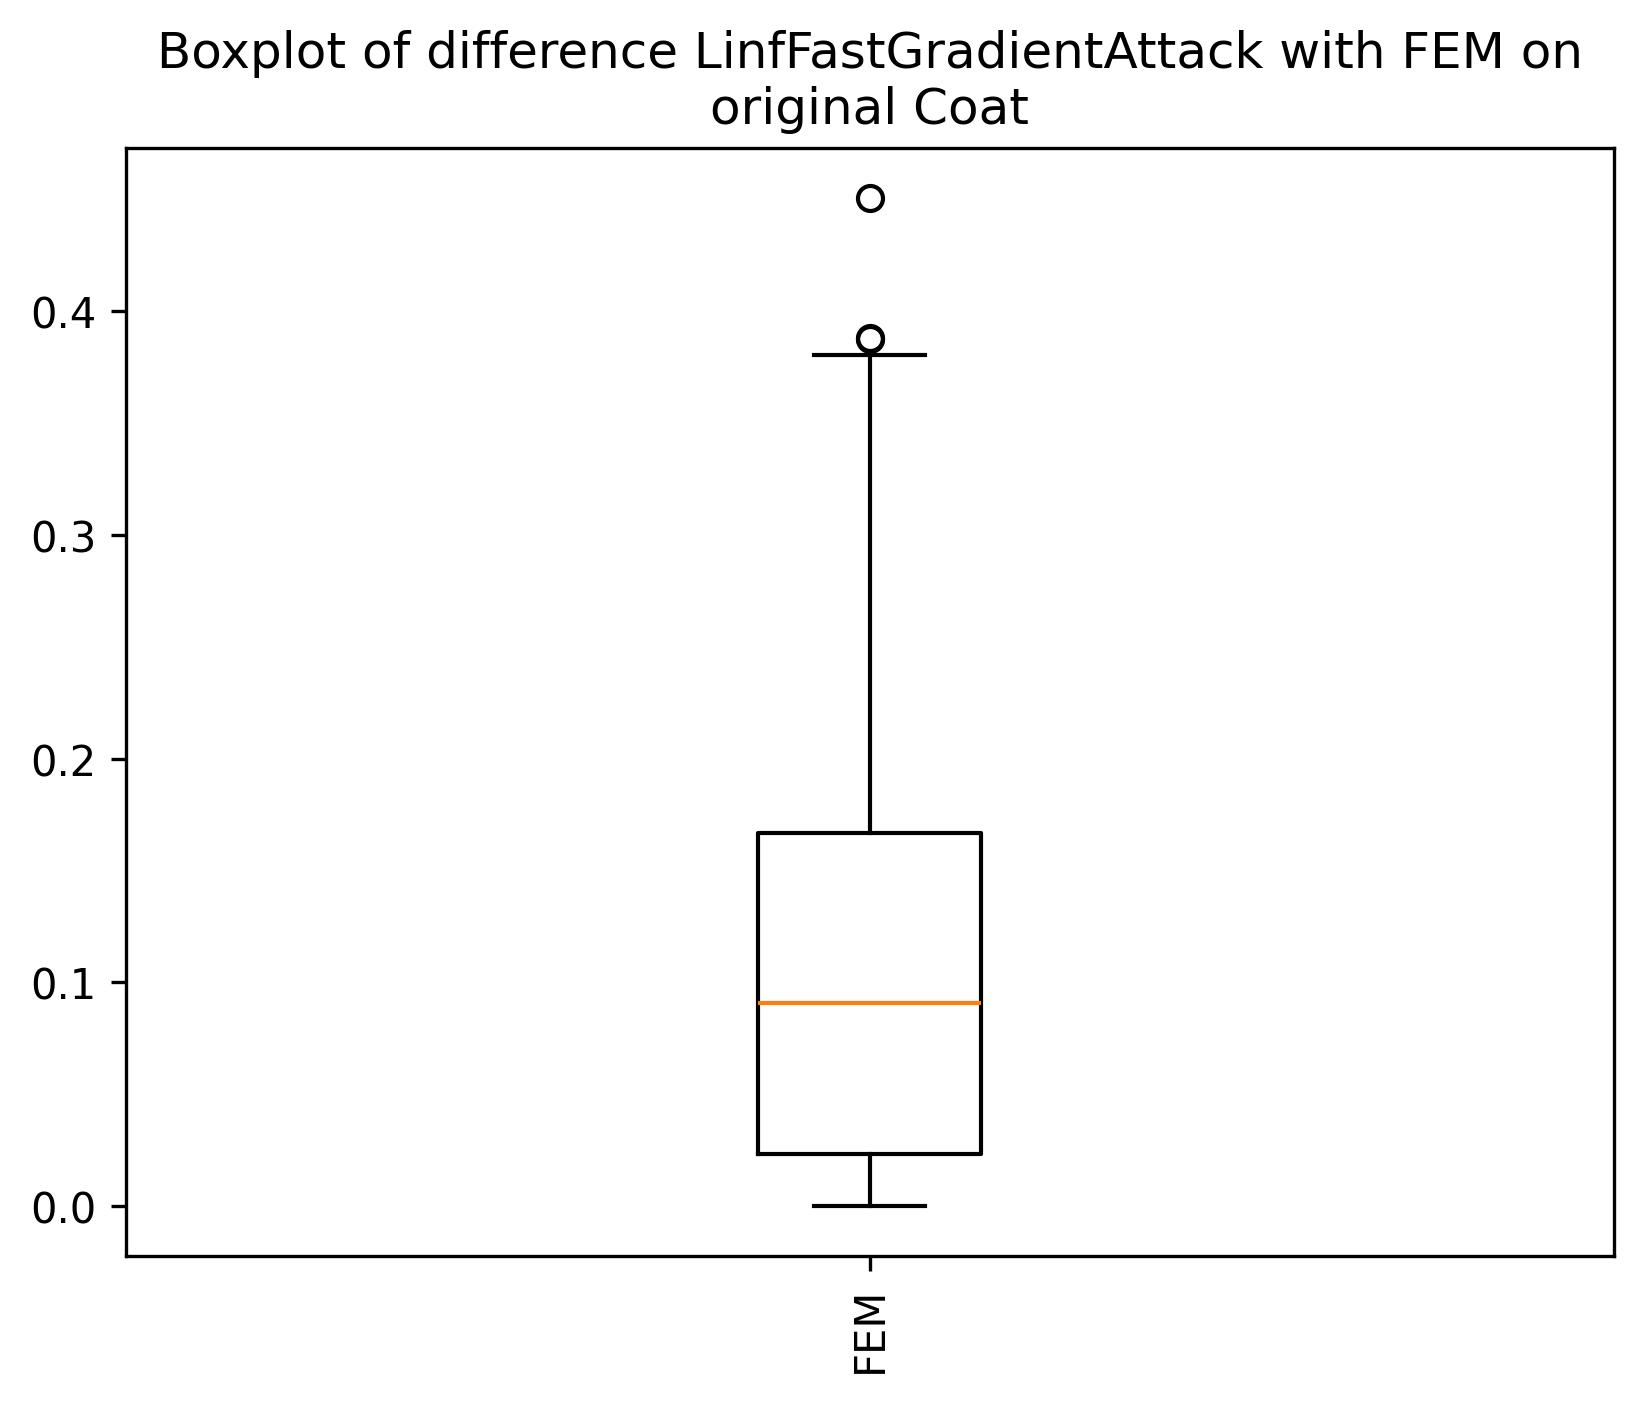 Boxplot of difference LinfFastGradientAttack with FEM on
original Coat
0.4
0.3
0.2
0.1
0.0
FEM